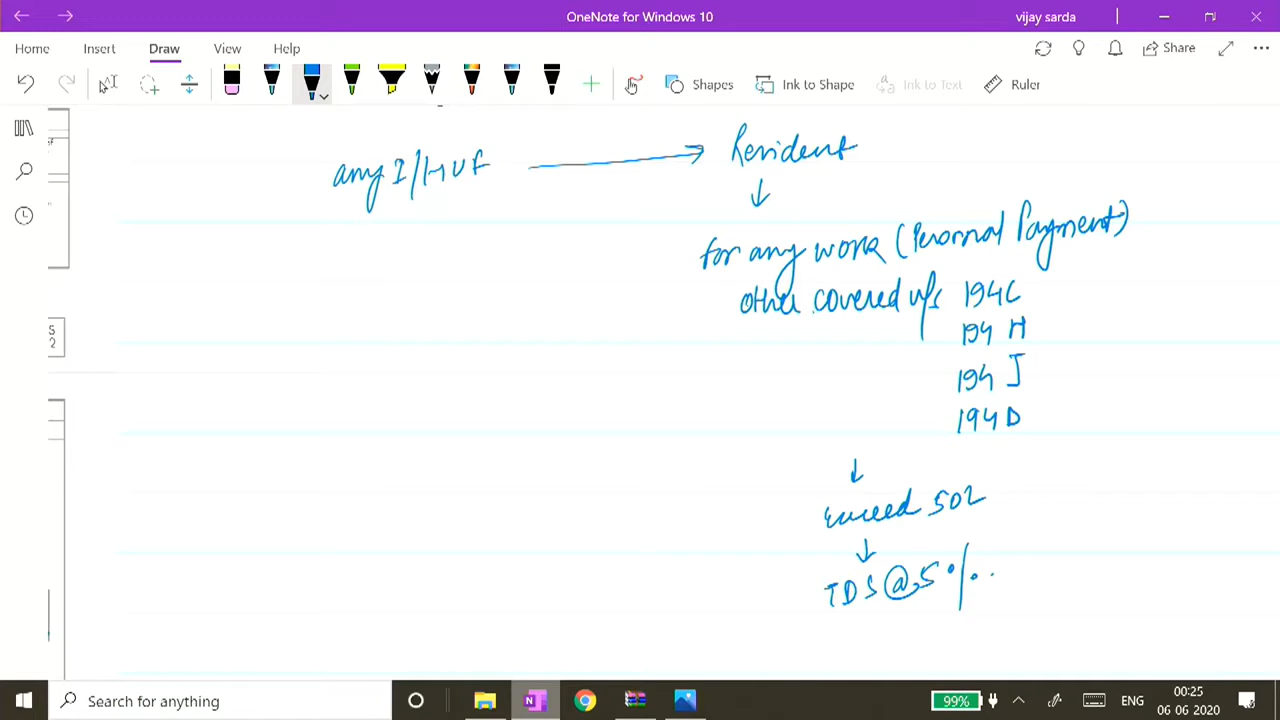 OneNote for Windows 10
vijay sarda
Home Insert Draw View Help
Share
Shapes Ink to Shape Ink to Text Ruler
any I/HUF → Resident
for any work (Personal Payment)
other covered u/s 194C
194 H
194 J
194 D
5
2
exceed 50L
TDS @ 5%.
Search for anything
99%
ENG
00:25
06-06-2020